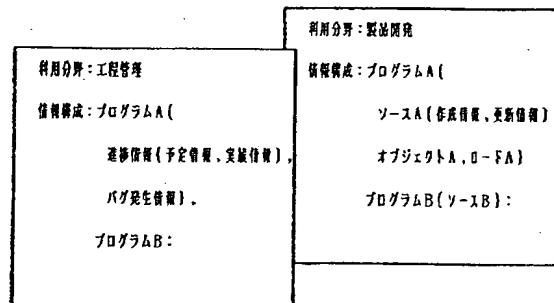 利用分野：工程管理
情報構成：プログラムA{
進捗情報{予定情報、実績情報}、
バグ発生情報}、
プログラムB：
利用分野：製品開発
情報構成：プログラムA{
ソースA{作成情報、更新情報}
オブジェクトA、ロードA}
プログラムB{ソースB}：